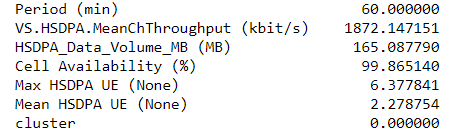 Period (min) 60.000000
VS.HSDPA.MeanChThroughput (kbit/s) 1872.147151
HSDPA_Data_Volume_MB (MB) 165.087790
Cell Availability (%) 99.865140
Max HSDPA UE (None) 6.377841
Mean HSDPA UE (None) 2.278754
cluster 0.000000